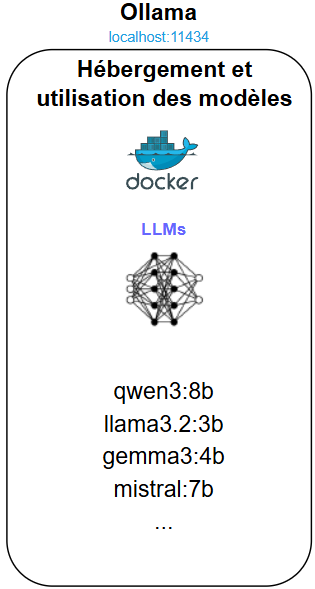 Ollama
localhost:11434
Hébergement et
utilisation des modèles
docker
LLMs
qwen3:8b
llama3.2:3b
gemma3:4b
mistral:7b
...